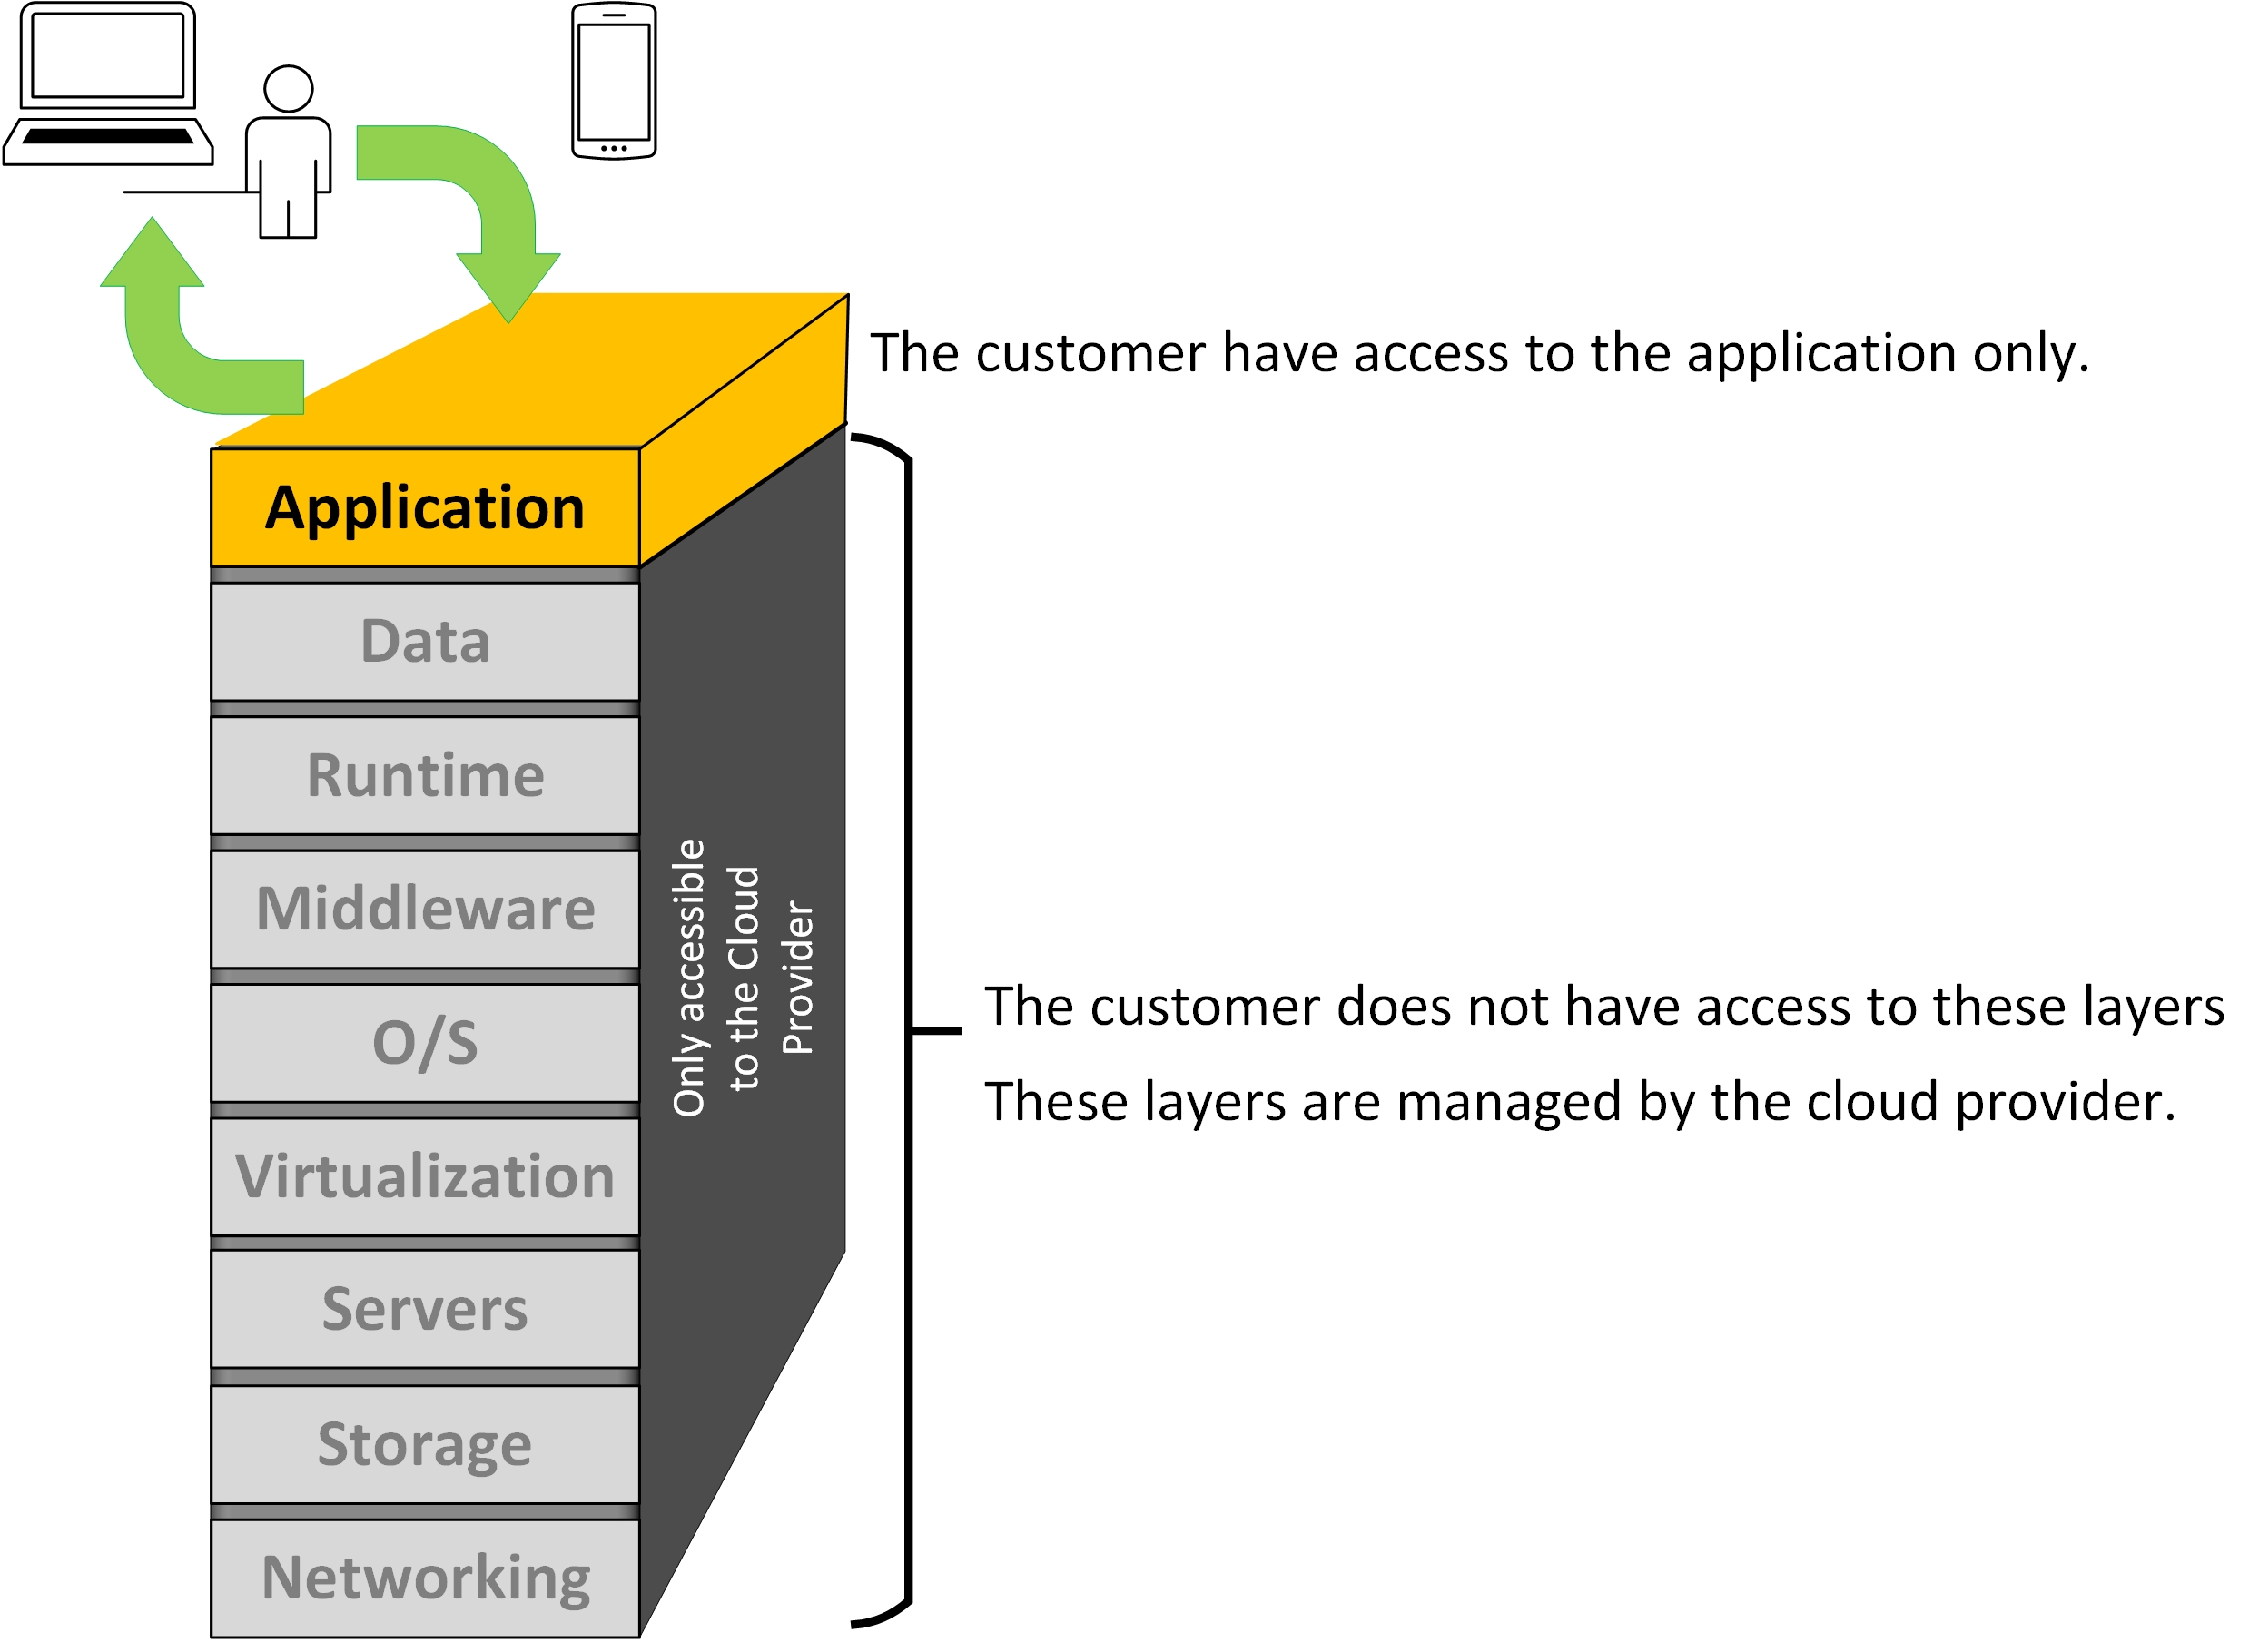 The customer have access to the application only.
Application
Data
Runtime
Middleware
O/S
Virtualization
Servers
Storage
Networking
Only accessible
to the Cloud
Provider
The customer does not have access to these layers
These layers are managed by the cloud provider.